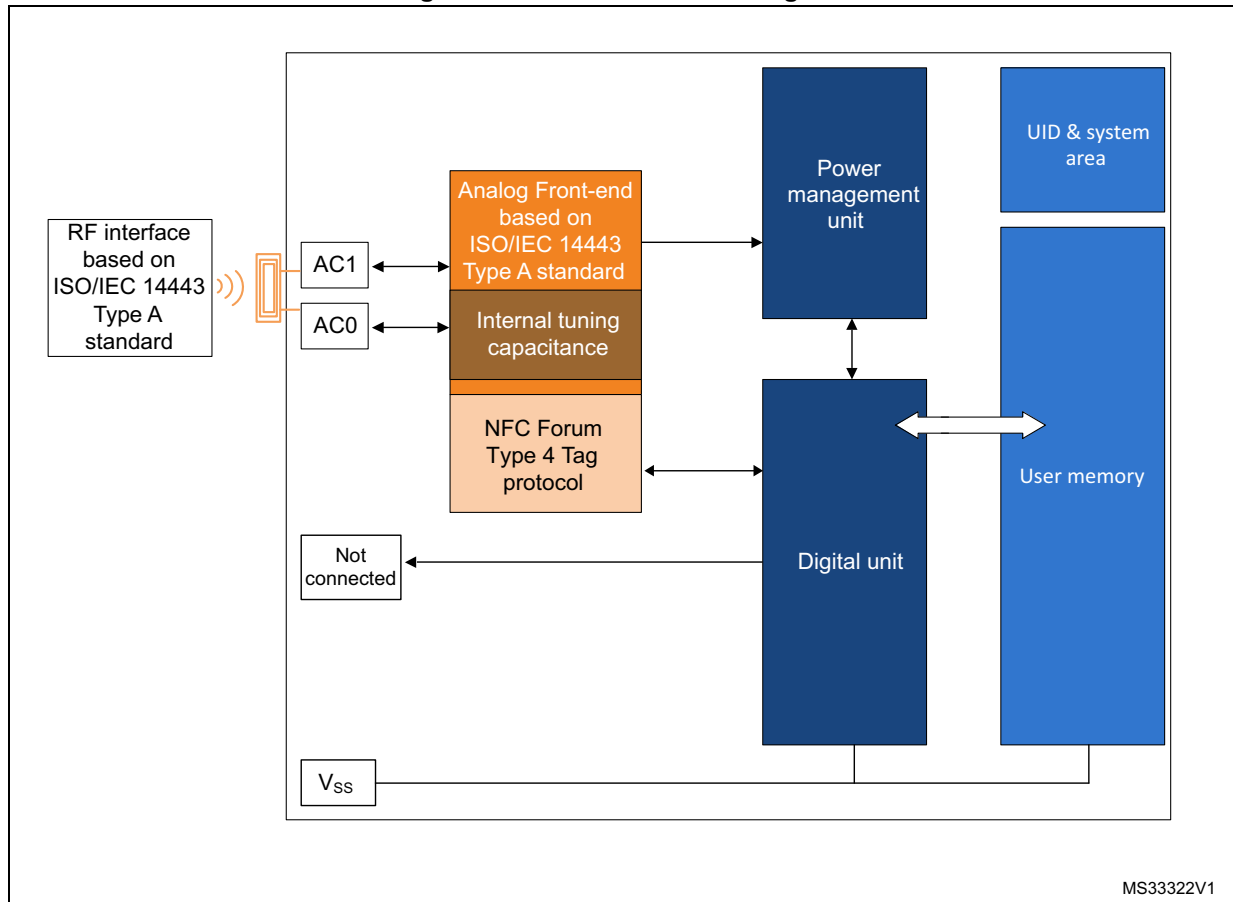 RF interface
based on
ISO/IEC 14443
Type A
standard
AC1
AC0
Analog Front-end
based on
ISO/IEC 14443
Type A standard
Internal tuning
capacitance
NFC Forum
Type 4 Tag
protocol
Not
connected
VSS
Power
management
unit
Digital unit
UID & system
area
User memory
MS33322V1